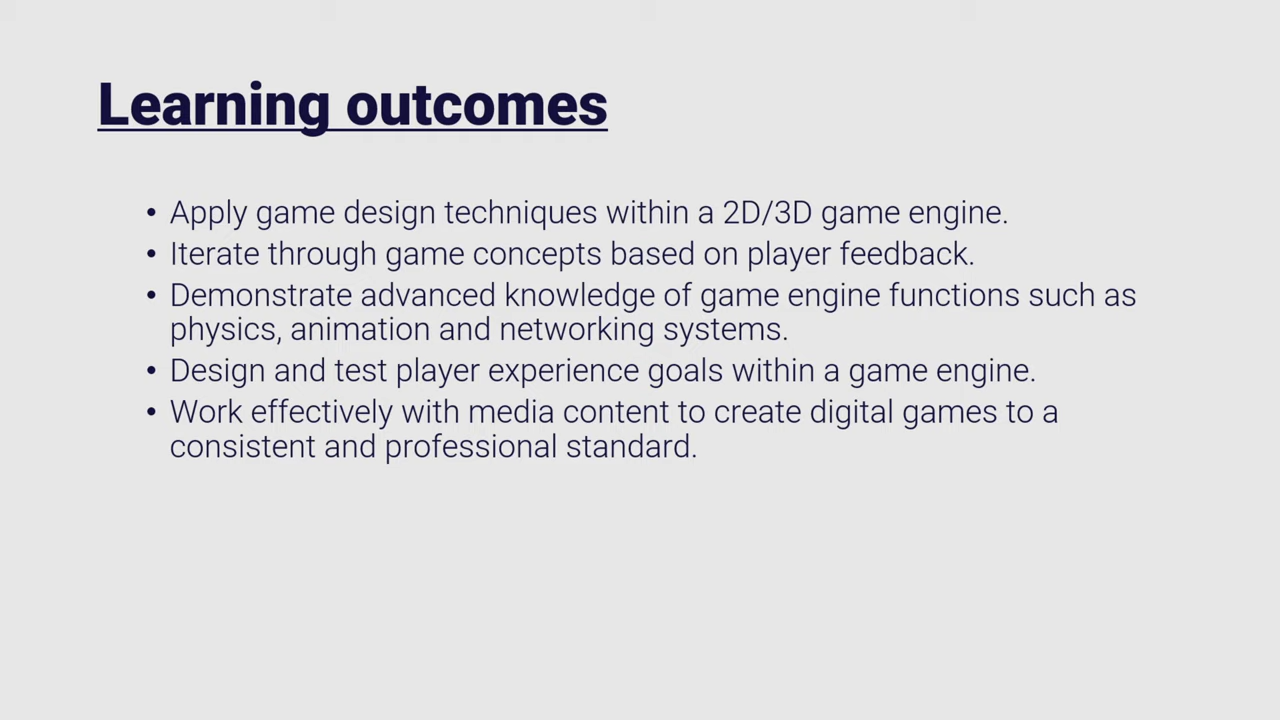 Learning outcomes
• Apply game design techniques within a 2D/3D game engine.
• Iterate through game concepts based on player feedback.
• Demonstrate advanced knowledge of game engine functions such as
physics, animation and networking systems.
• Design and test player experience goals within a game engine.
• Work effectively with media content to create digital games to a
consistent and professional standard.